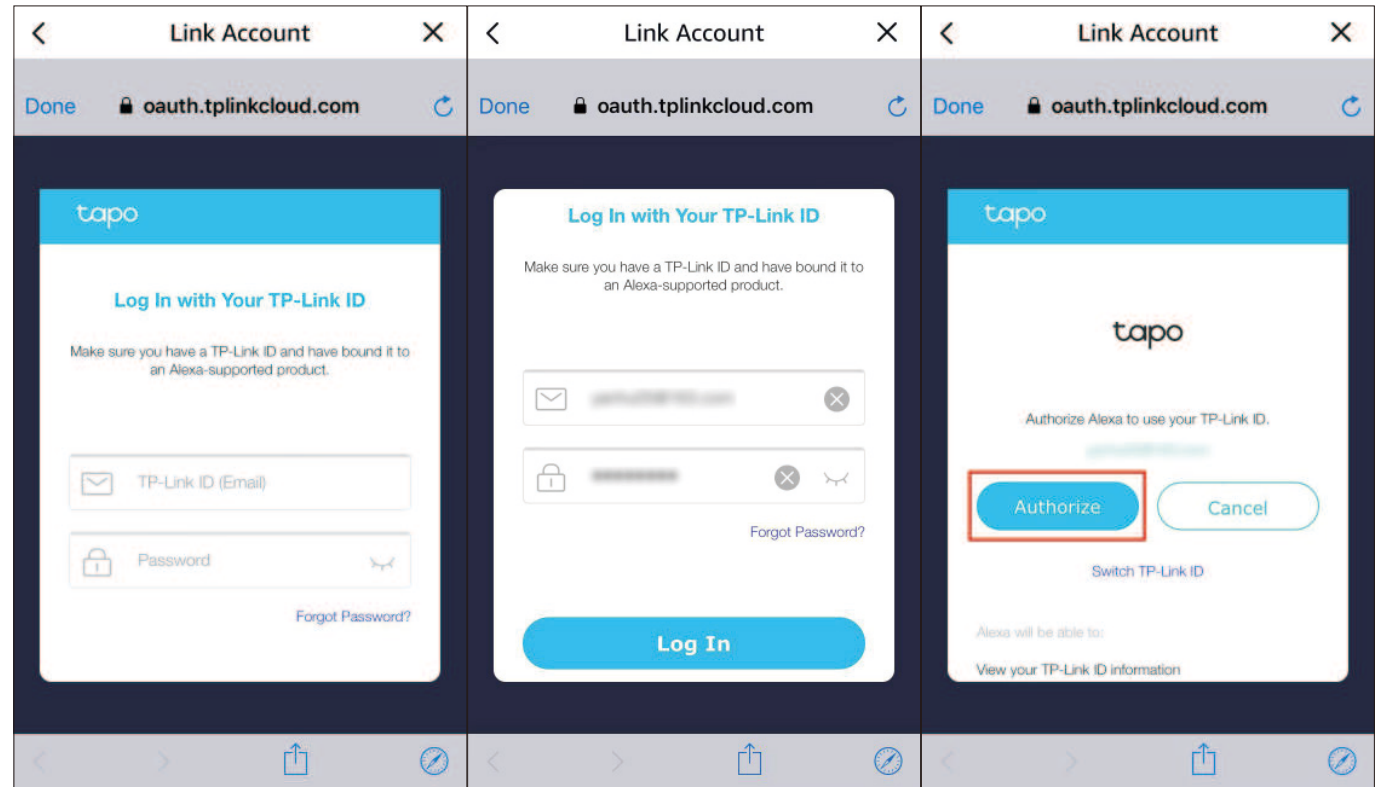 Link Account
Done oauth.tplinkcloud.com
tapo
Log In with Your TP-Link ID
Make sure you have a TP-Link ID and have bound it to
an Alexa-supported product.
TP-Link ID (Email)
Password
Forgot Password?
Link Account
Done oauth.tplinkcloud.com
Log In with Your TP-Link ID
Make sure you have a TP-Link ID and have bound it to
an Alexa-supported product.
Forgot Password?
Log In
Link Account
Done oauth.tplinkcloud.com
tapo
tapo
Authorize Alexa to use your TP-Link ID.
Authorize Cancel
Switch TP-Link ID
Alexa will be able to:
View your TP-Link ID information